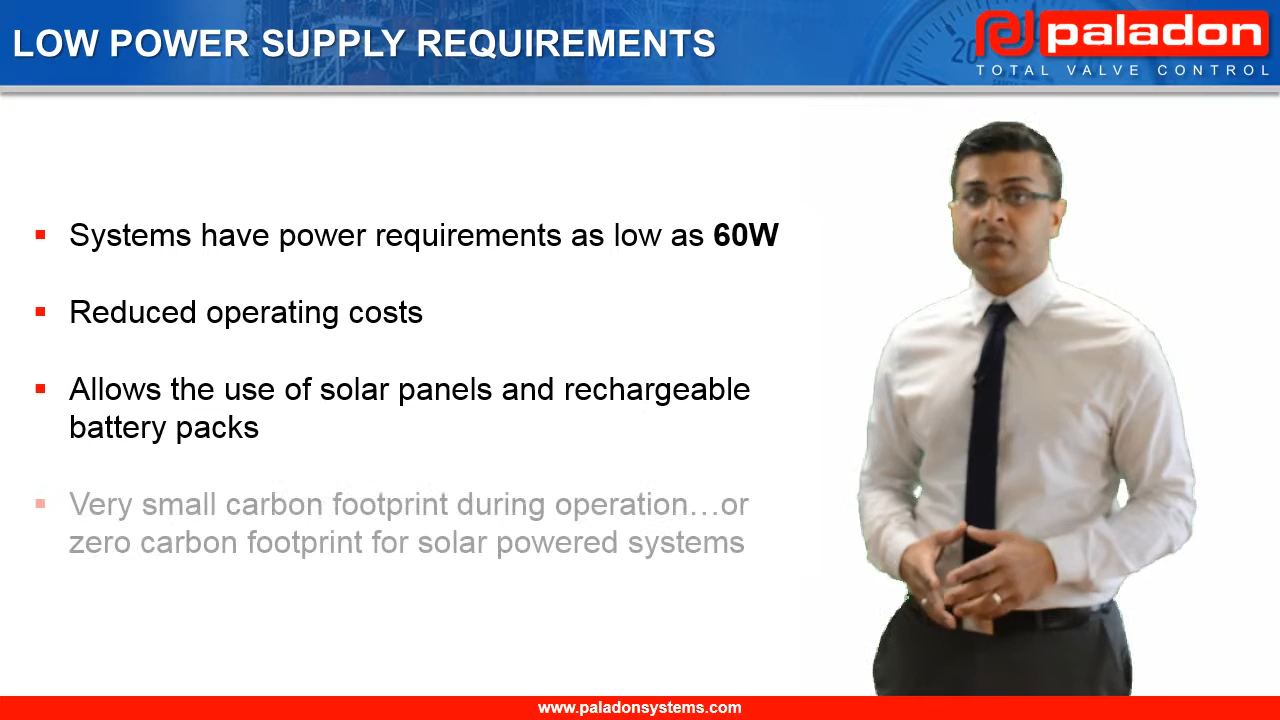 LOW POWER SUPPLY REQUIREMENTS
paladon
TOTAL VALVE CONTROL
Systems have power requirements as low as 60W
Reduced operating costs
Allows the use of solar panels and rechargeable
battery packs
Very small carbon footprint during operation…or
zero carbon footprint for solar powered systems
www.paladonsystems.com